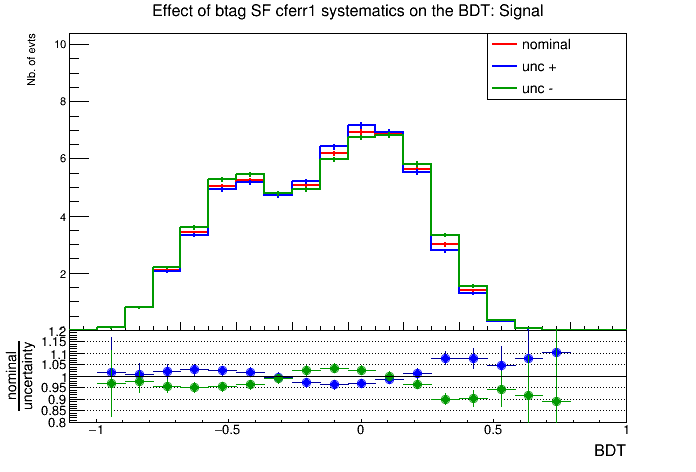 Effect of btag SF cferr1 systematics on the BDT: Signal
Nb. of evts
10
8
6
4
2
nominal
unc +
unc -
nominal
uncertainty
1.2
1.15
1.1
1.05
1
0.95
0.9
0.85
0.8
−1
−0.5
0
0.5
1
BDT